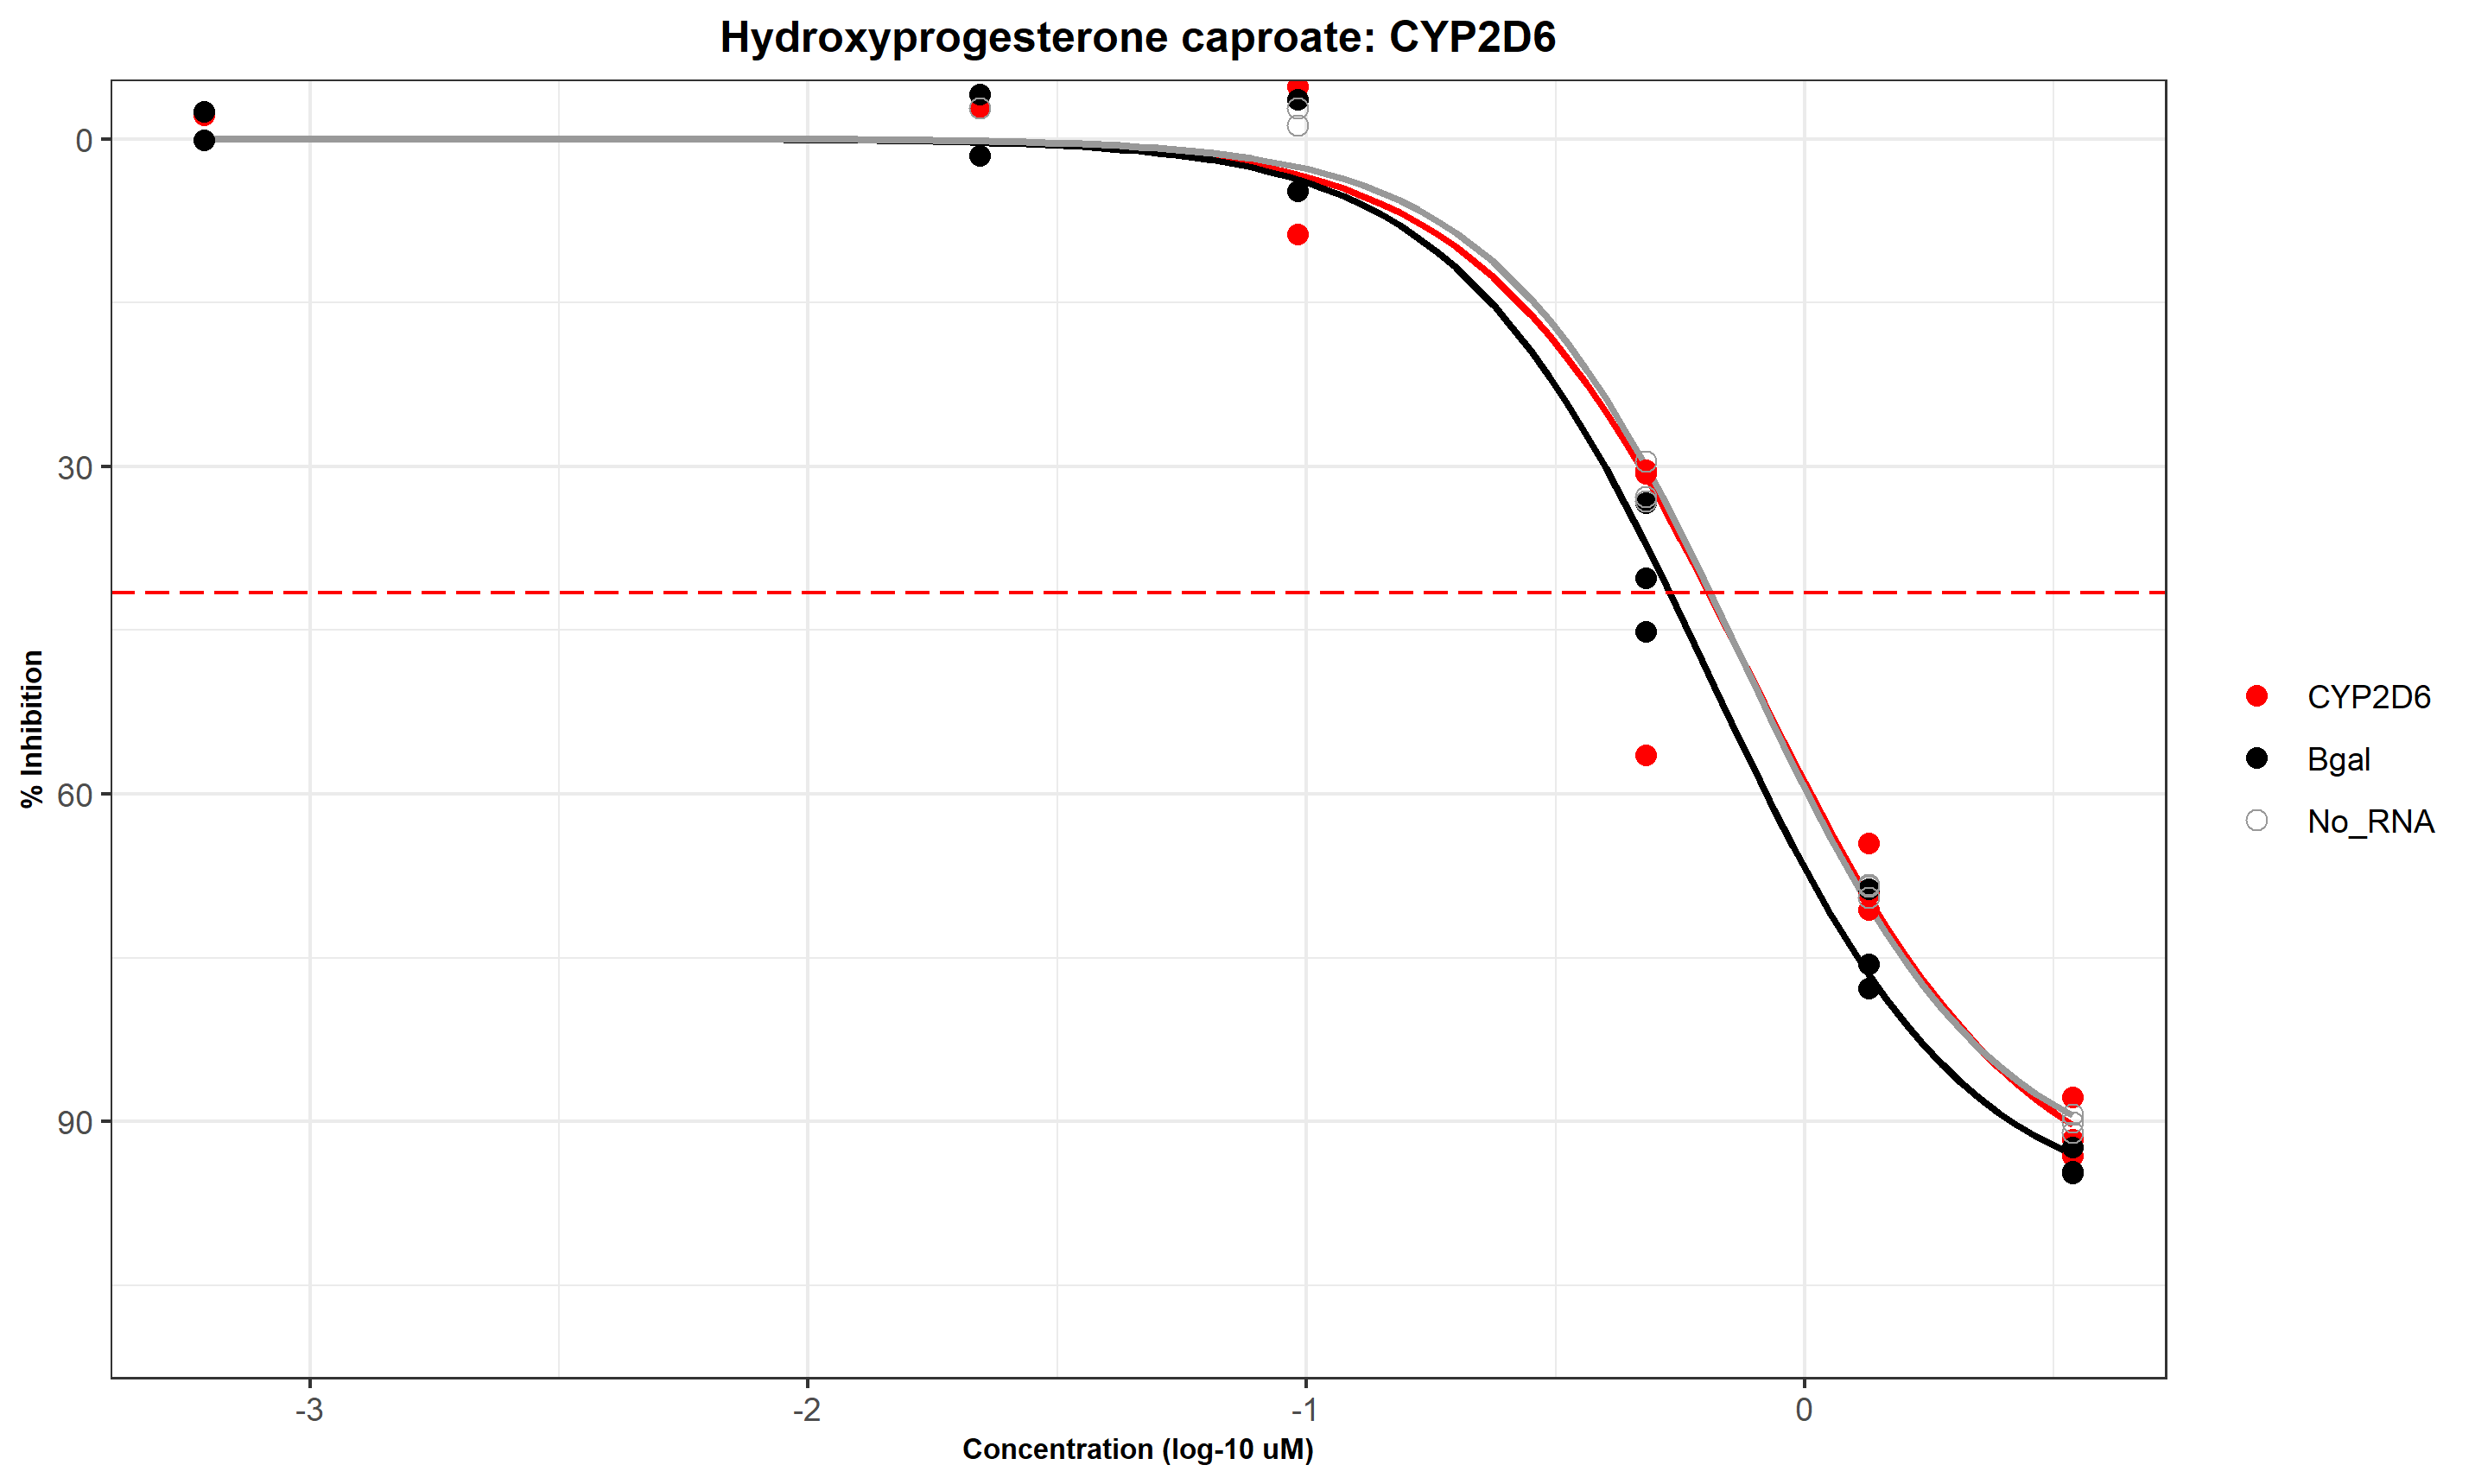 Hydroxyprogesterone caproate: CYP2D6
0
30
60
90
% Inhibition
-3
-2
-1
0
Concentration (log-10 uM)
CYP2D6
Bgal
No_RNA